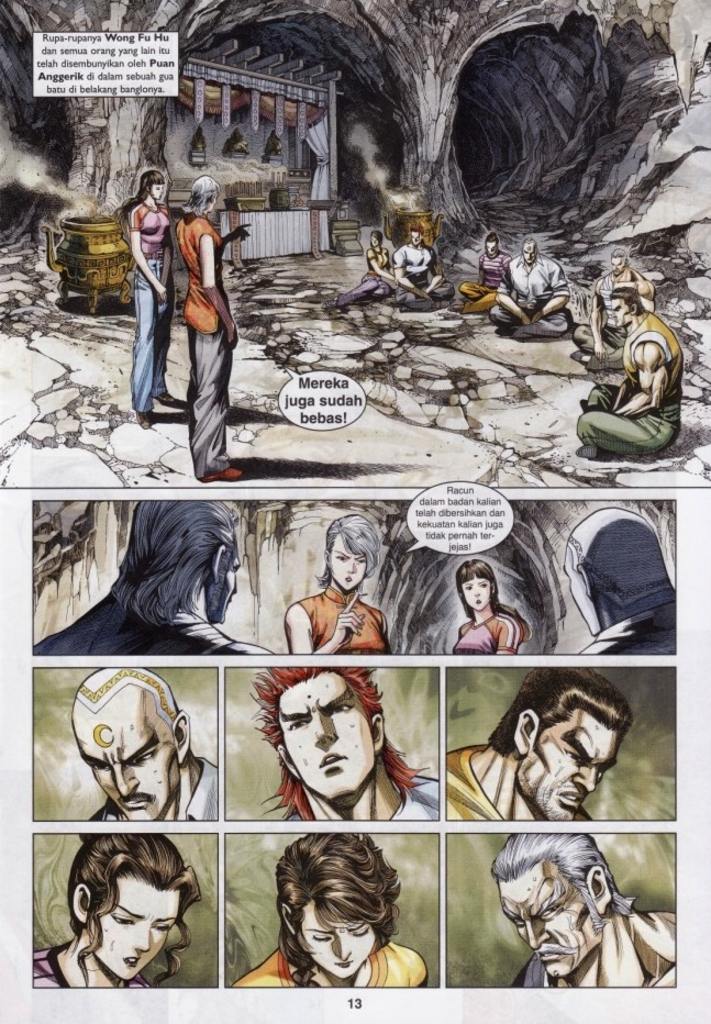 Rupa-rupanya Wong Fu Hu
dan semua orang yang lain itu
telah disembunyikan oleh Puan
Anggerik di dalam sebuah gua
batu di belakang banglonya.
Mereka
juga sudah
bebas!
Racun
dalam badan kalian
telah dibersihkan dan
kekuatan kalian juga
tidak pernah ter-
jejas!
13